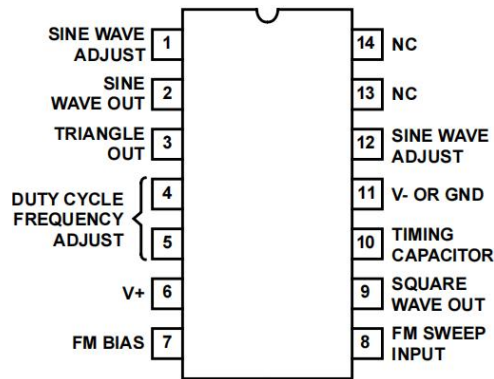 SINE WAVE
ADJUST
1
SINE
WAVE OUT
2
TRIANGLE
OUT
3
DUTY CYCLE
FREQUENCY
ADJUST
4
5
V+
6
FM BIAS
7
14
NC
13
NC
12
SINE WAVE
ADJUST
11
V- OR GND
10
TIMING
CAPACITOR
9
SQUARE
WAVE OUT
8
FM SWEEP
INPUT